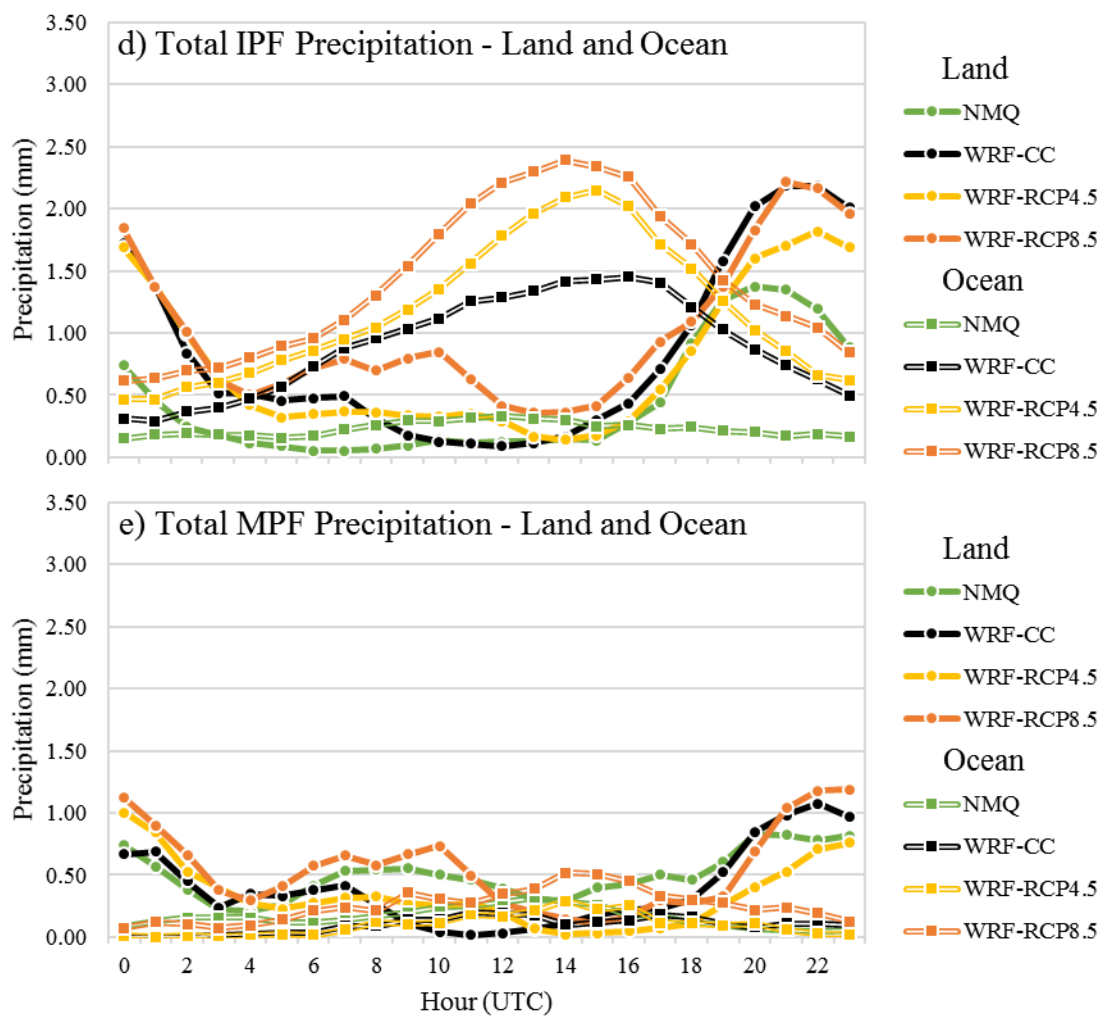 d) Total IPF Precipitation - Land and Ocean
3.50
3.00
2.50
2.00
1.50
1.00
0.50
0.00
Precipitation (mm)
Land
NMQ
WRF-CC
WRF-RCP4.5
WRF-RCP8.5
Ocean
NMQ
WRF-CC
WRF-RCP4.5
WRF-RCP8.5
e) Total MPF Precipitation - Land and Ocean
3.50
3.00
2.50
2.00
1.50
1.00
0.50
0.00
Precipitation (mm)
0 2 4 6 8 10 12 14 16 18 20 22
Hour (UTC)
Land
NMQ
WRF-CC
WRF-RCP4.5
WRF-RCP8.5
Ocean
NMQ
WRF-CC
WRF-RCP4.5
WRF-RCP8.5